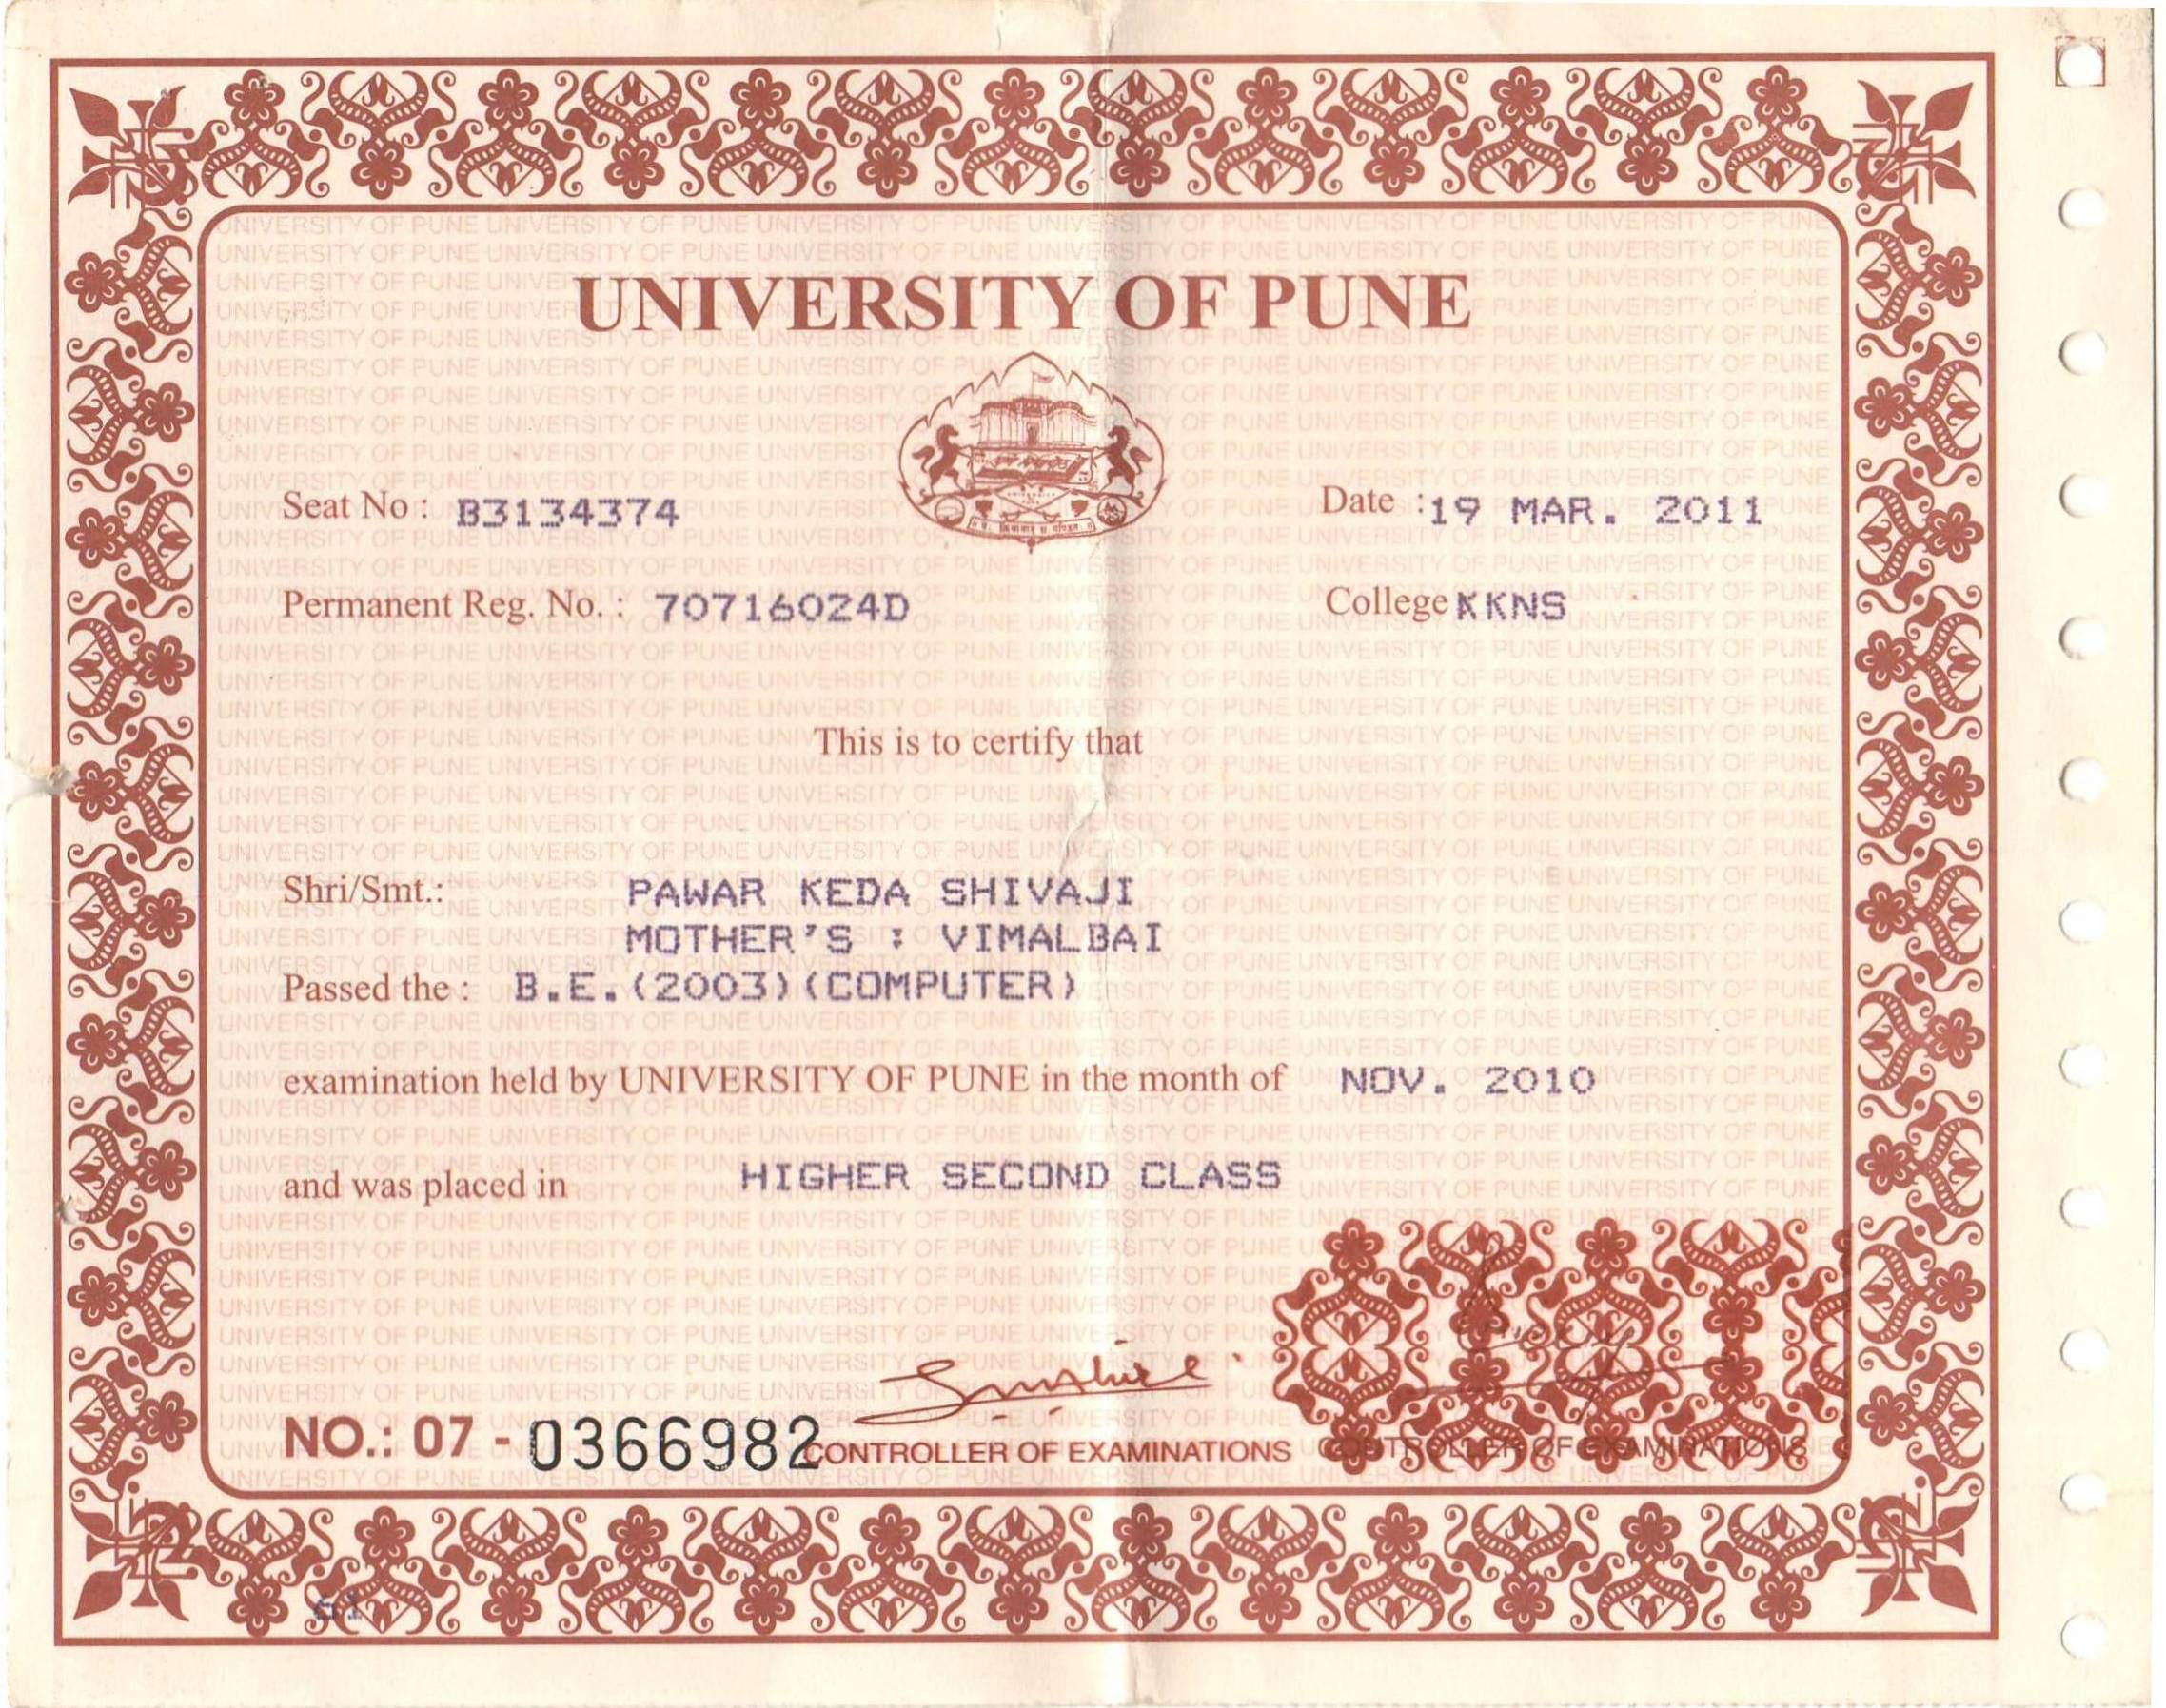 UNIVERSITY OF PUNE
Seat No : B3134374
Date : 19 MAR. 2011
Permanent Reg. No. : 70716024D
College KKNS
This is to certify that
Shri/Smt.: PAWAR KEDA SHIVAJI
MOTHER'S : VIMALBAI
Passed the : B.E.(2003)(COMPUTER)
examination held by UNIVERSITY OF PUNE in the month of NOV. 2010
and was placed in HIGHER SECOND CLASS
NO.: 07 - 0366982
CONTROLLER OF EXAMINATIONS CONTROLLER OF EXAMINATIONS
61